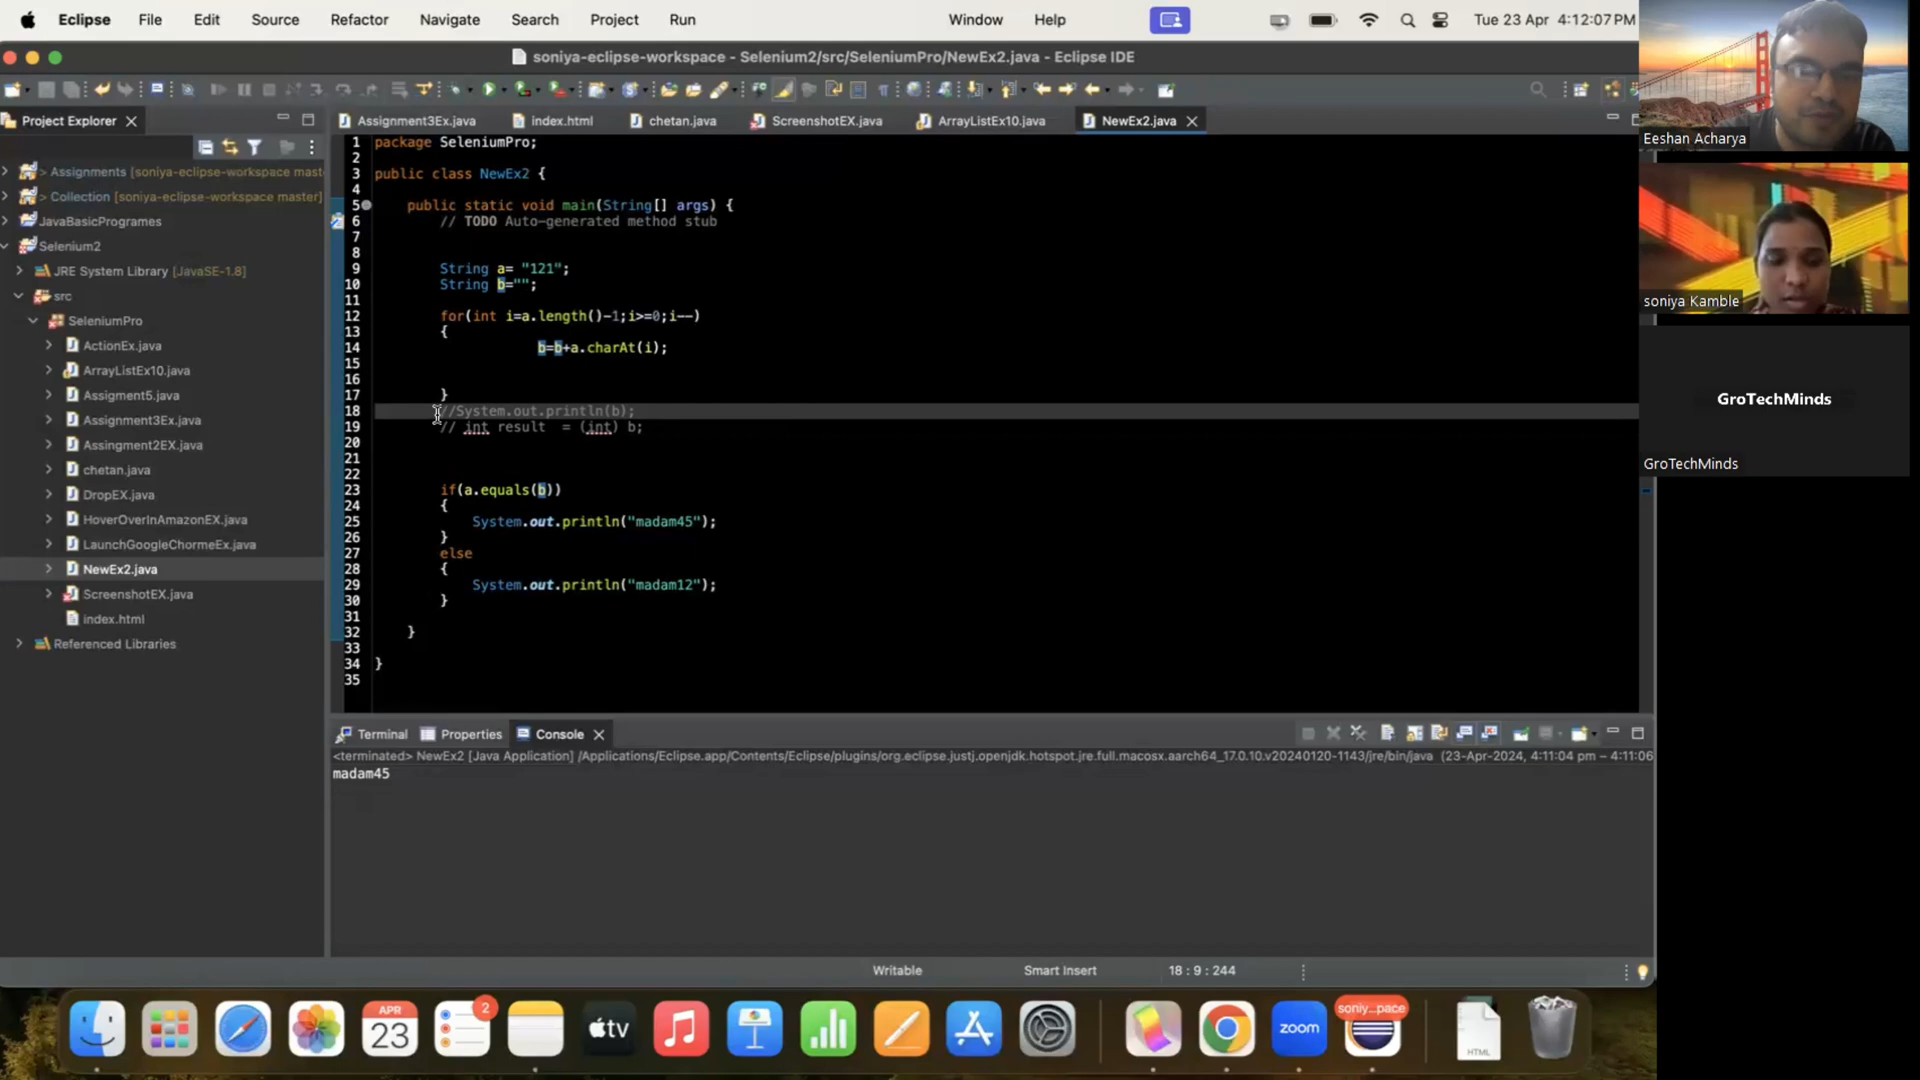 Eclipse File Edit Source Refactor Navigate Search Project Run Window Help Tue 23 Apr 4:12:07 PM
soniya-eclipse-workspace - Selenium2/src/SeleniumPro/NewEx2.java - Eclipse IDE
Project Explorer
> Assignments [soniya-eclipse-workspace mast
> Collection [soniya-eclipse-workspace master]
JavaBasicProgrames
Selenium2
JRE System Library [JavaSE-1.8]
src
SeleniumPro
ActionEx.java
ArrayListEx10.java
Assigment5.java
Assignment3Ex.java
Assingment2EX.java
chetan.java
DropEX.java
HoverOverInAmazonEX.java
LaunchGoogleChormeEx.java
NewEx2.java
ScreenshotEX.java
index.html
Referenced Libraries
Assignment3Ex.java index.html chetan.java ScreenshotEX.java ArrayListEx10.java NewEx2.java
1 package SeleniumPro;
2
3 public class NewEx2 {
4
5 public static void main(String[] args) {
6 // TODO Auto-generated method stub
7
8
9 String a= "121";
10 String b="";
11
12 for(int i=a.length()-1;i>=0;i--)
13 {
14 b=b+a.charAt(i);
15
16
17 }
18 //System.out.println(b);
19 // int result = (int) b;
20
21
22
23 if(a.equals(b))
24 {
25 System.out.println("madam45");
26 }
27 else
28 {
29 System.out.println("madam12");
30 }
31
32 }
33
34 }
35
Terminal Properties Console
<terminated> NewEx2 [Java Application] /Applications/Eclipse.app/Contents/Eclipse/plugins/org.eclipse.justj.openjdk.hotspot.jre.full.macosx.aarch64_17.0.10.v20240120-1143/jre/bin/java (23-Apr-2024, 4:11:04 pm – 4:11:06
madam45
Writable Smart Insert 18 : 9 : 244
APR
23
2
tv
zoom
soniy...pace
HTML
Eeshan Acharya
soniya Kamble
GroTechMinds
GroTechMinds